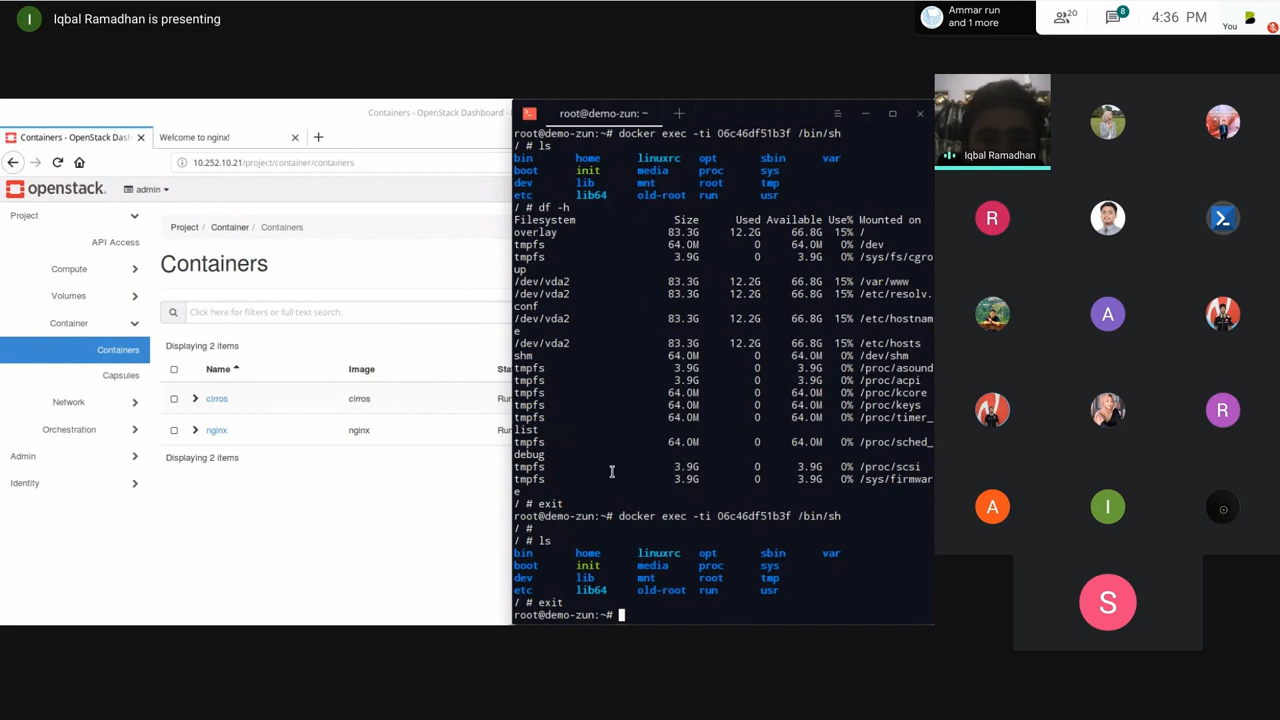 I
Iqbal Ramadhan is presenting
Ammar run
and 1 more
20
8
4:36 PM
You
Containers - OpenStack Dashboard -
Containers - OpenStack Dash
Welcome to nginx!
10.252.10.21/project/container/containers
openstack.
admin
Project
API Access
Compute
Volumes
Container
Containers
Capsules
Network
Orchestration
Admin
Identity
Project / Container / Containers
Containers
Click here for filters or full text search.
Displaying 2 items
Name Image Sta
cirros cirros Run
nginx nginx Run
Displaying 2 items
root@demo-zun: ~
root@demo-zun:~# docker exec -ti 06c46df51b3f /bin/sh
/ # ls
bin home linuxrc opt sbin var
boot init media proc sys
dev lib mnt root tmp
etc lib64 old-root run usr
/ # df -h
Filesystem Size Used Available Use% Mounted on
overlay 83.3G 12.2G 66.8G 15% /
tmpfs 64.0M 0 64.0M 0% /dev
tmpfs 3.9G 0 3.9G 0% /sys/fs/cgro
up
/dev/vda2 83.3G 12.2G 66.8G 15% /var/www
/dev/vda2 83.3G 12.2G 66.8G 15% /etc/resolv.
conf
/dev/vda2 83.3G 12.2G 66.8G 15% /etc/hostnam
e
/dev/vda2 83.3G 12.2G 66.8G 15% /etc/hosts
shm 64.0M 0 64.0M 0% /dev/shm
tmpfs 3.9G 0 3.9G 0% /proc/asound
tmpfs 3.9G 0 3.9G 0% /proc/acpi
tmpfs 64.0M 0 64.0M 0% /proc/kcore
tmpfs 64.0M 0 64.0M 0% /proc/keys
tmpfs 64.0M 0 64.0M 0% /proc/timer_
list
tmpfs 64.0M 0 64.0M 0% /proc/sched_
debug
tmpfs 3.9G 0 3.9G 0% /proc/scsi
tmpfs 3.9G 0 3.9G 0% /sys/firmwar
e
/ # exit
root@demo-zun:~# docker exec -ti 06c46df51b3f /bin/sh
/ #
/ # ls
bin home linuxrc opt sbin var
boot init media proc sys
dev lib mnt root tmp
etc lib64 old-root run usr
/ # exit
root@demo-zun:~#
Iqbal Ramadhan
R
A
R
A
I
S